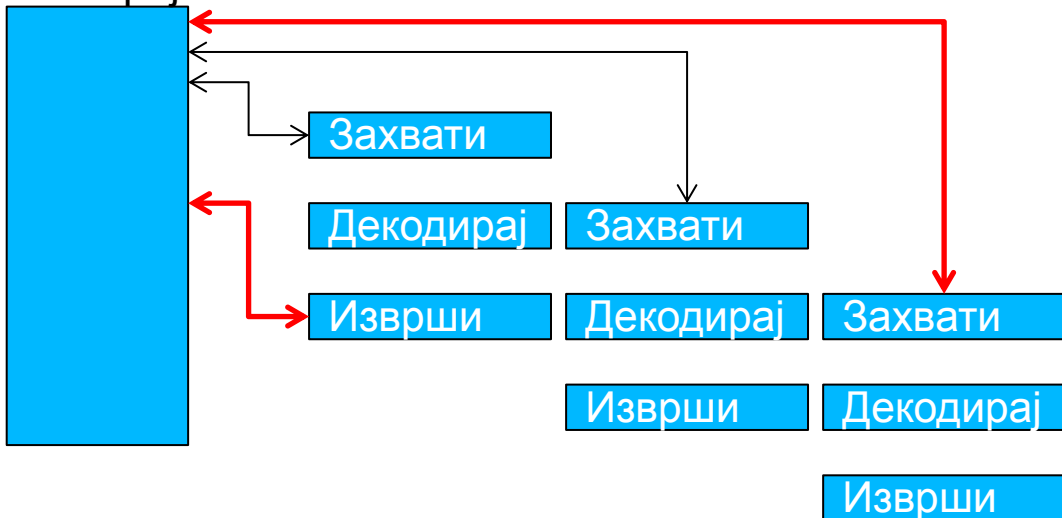 Захвати
Декодирај Захвати
Изврши Декодирај Захвати
Изврши Декодирај
Изврши